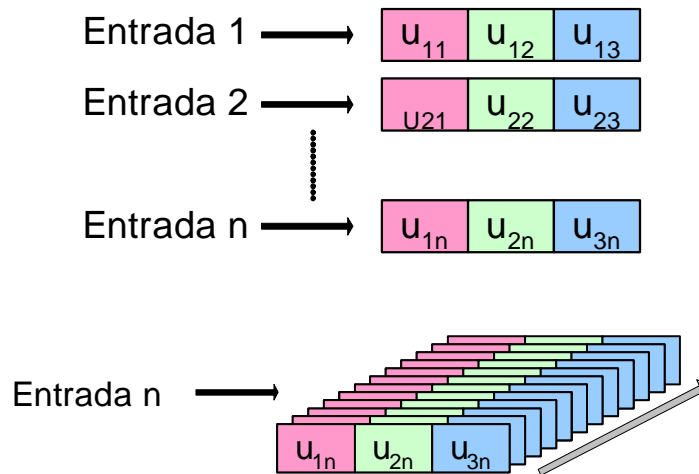 Entrada 1 u11 u12 u13
Entrada 2 U21 u22 u23
Entrada n u1n u2n u3n
Entrada n
u1n u2n u3n